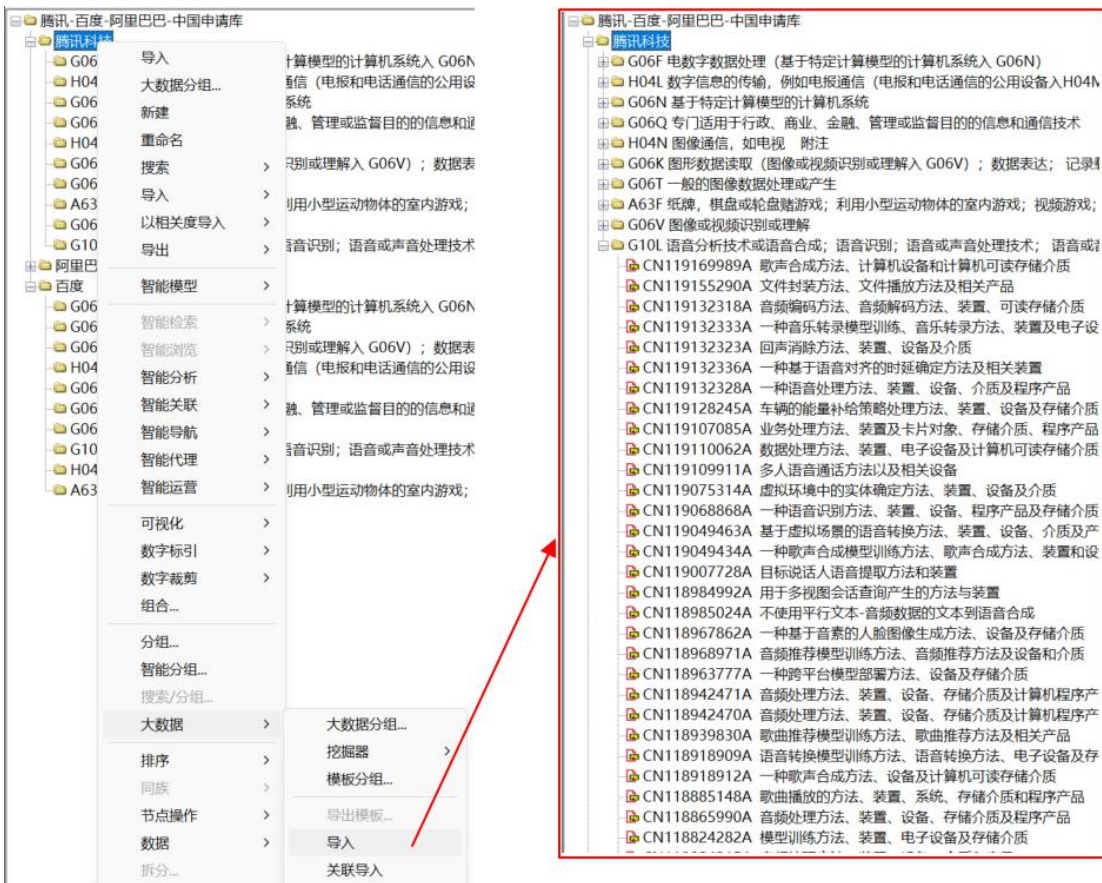 腾讯-百度-阿里巴巴-中国申请库
腾讯科技
G06
H04
G06
G06
H04
G06
G06
A63
G06
G10
阿里巴
百度
G06
G06
G06
H04
G06
G06
G06
G10
H04
A63
计算模型的计算机系统入 G06N
通信（电报和电话通信的公用设
系统
融、管理或监督目的的信息和通
识别或理解入 G06V）；数据表
利用小型运动物体的室内游戏；
语音识别；语音或声音处理技术
计算模型的计算机系统入 G06N
系统
识别或理解入 G06V）；数据表
通信（电报和电话通信的公用设
融、管理或监督目的的信息和通
语音识别；语音或声音处理技术
利用小型运动物体的室内游戏；
导入
大数据分组...
新建
重命名
搜索
导入
以相关度导入
导出
智能模型
智能检索
智能浏览
智能分析
智能关联
智能导航
智能代理
智能运营
可视化
数字标引
数字裁剪
组合...
分组...
智能分组...
搜索/分组...
大数据
排序
同族
节点操作
数据
拆分...
大数据分组...
挖掘器
模板分组...
导出模板...
导入
关联导入
腾讯-百度-阿里巴巴-中国申请库
腾讯科技
G06F 电数字数据处理（基于特定计算模型的计算机系统入 G06N）
H04L 数字信息的传输，例如电报通信（电报和电话通信的公用设备入H04M
G06N 基于特定计算模型的计算机系统
G06Q 专门适用于行政、商业、金融、管理或监督目的的信息和通信技术
H04N 图像通信，如电视 附注
G06K 图形数据读取（图像或视频识别或理解入 G06V）；数据表达； 记录载
G06T 一般的图像数据处理或产生
A63F 纸牌，棋盘或轮盘赌游戏；利用小型运动物体的室内游戏；视频游戏；
G06V 图像或视频识别或理解
G10L 语音分析技术或语音合成；语音识别；语音或声音处理技术； 语音或音
CN119169989A 歌声合成方法、计算机设备和计算机可读存储介质
CN119155290A 文件封装方法、文件播放方法及相关产品
CN119132318A 音频编码方法、音频解码方法、装置、可读存储介质
CN119132333A 一种音乐转录模型训练、音乐转录方法、装置及电子设
CN119132323A 回声消除方法、装置、设备及介质
CN119132336A 一种基于语音对齐的时延确定方法及相关装置
CN119132328A 一种语音处理方法、装置、设备、介质及程序产品
CN119128245A 车辆的能量补给策略处理方法、装置、设备及存储介质
CN119107085A 业务处理方法、装置及卡片对象、存储介质、程序产品
CN119110062A 数据处理方法、装置、电子设备及计算机可读存储介质
CN119109911A 多人语音通话方法以及相关设备
CN119075314A 虚拟环境中的实体确定方法、装置、设备及介质
CN119068868A 一种语音识别方法、装置、设备、程序产品及存储介质
CN119049463A 基于虚拟场景的语音转换方法、装置、设备、介质及产
CN119049434A 一种歌声合成模型训练方法、歌声合成方法、装置和设
CN119007728A 目标说话人语音提取方法和装置
CN118984992A 用于多视图会话查询产生的方法与装置
CN118985024A 不使用平行文本-音频数据的文本到语音合成
CN118967862A 一种基于音素的人脸图像生成方法、设备及存储介质
CN118968971A 音频推荐模型训练方法、音频推荐方法及设备和介质
CN118963777A 一种跨平台模型部署方法、设备及存储介质
CN118942471A 音频处理方法、装置、设备、存储介质及计算机程序产
CN118942470A 音频处理方法、装置、设备、存储介质及计算机程序产
CN118939830A 歌曲推荐模型训练方法、歌曲推荐方法及相关产品
CN118918909A 语音转换模型训练方法、语音转换方法、电子设备及存
CN118918912A 一种歌声合成方法、设备及计算机可读存储介质
CN118885148A 歌曲播放的方法、装置、系统、存储介质和程序产品
CN118865990A 音频处理方法、装置、存储介质及程序产品
CN118824282A 模型训练方法、装置、电子设备及存储介质